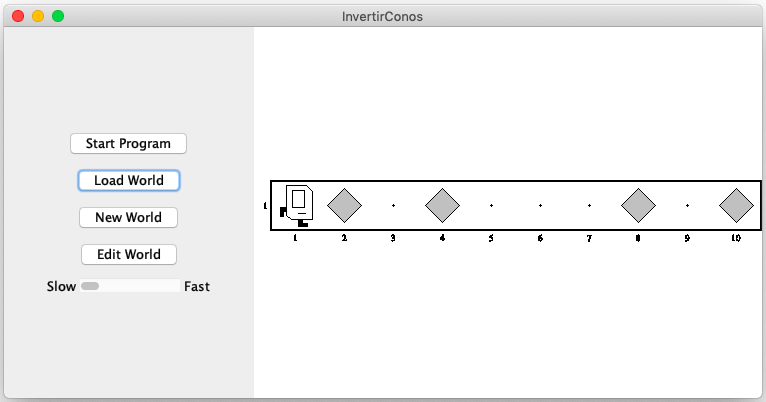 InvertirConos
Start Program
Load World
New World
Edit World
Slow Fast
1
1 2 3 4 5 6 7 8 9 10